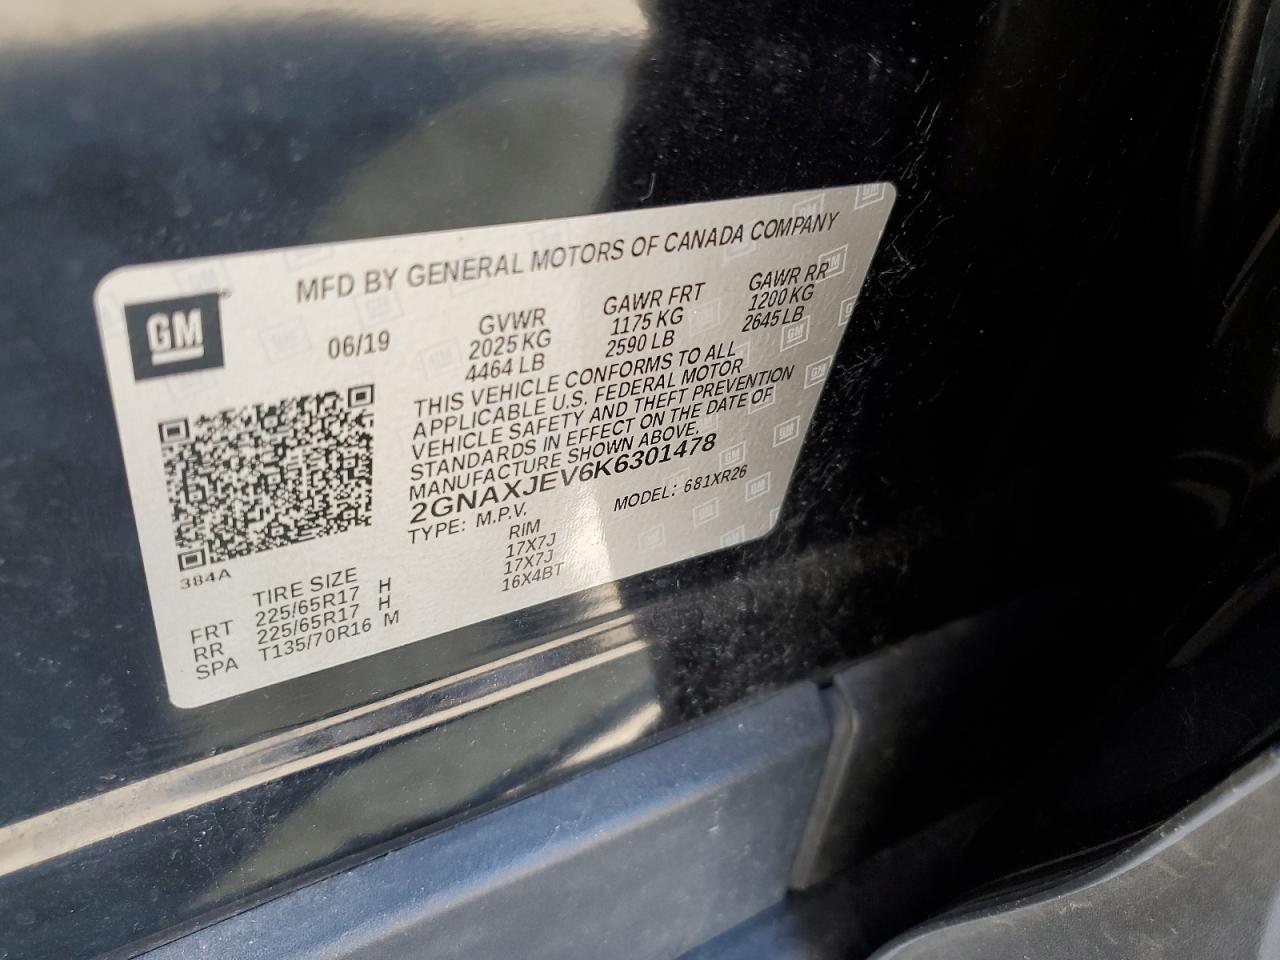 MFD BY GENERAL MOTORS OF CANADA COMPANY
GM
06/19
GVWR
2025 KG
4464 LB
GAWR FRT
1175 KG
2590 LB
GAWR RR
1200 KG
2645 LB
THIS VEHICLE CONFORMS TO ALL
APPLICABLE U.S. FEDERAL MOTOR
VEHICLE SAFETY AND THEFT PREVENTION
STANDARDS IN EFFECT ON THE DATE OF
MANUFACTURE SHOWN ABOVE.
2GNAXJEV6K6301478
TYPE: M.P.V.
MODEL: 681XR26
384A
TIRE SIZE RIM
FRT 225/65R17 H 17X7J
RR 225/65R17 H 17X7J
SPA T135/70R16 M 16X4BT